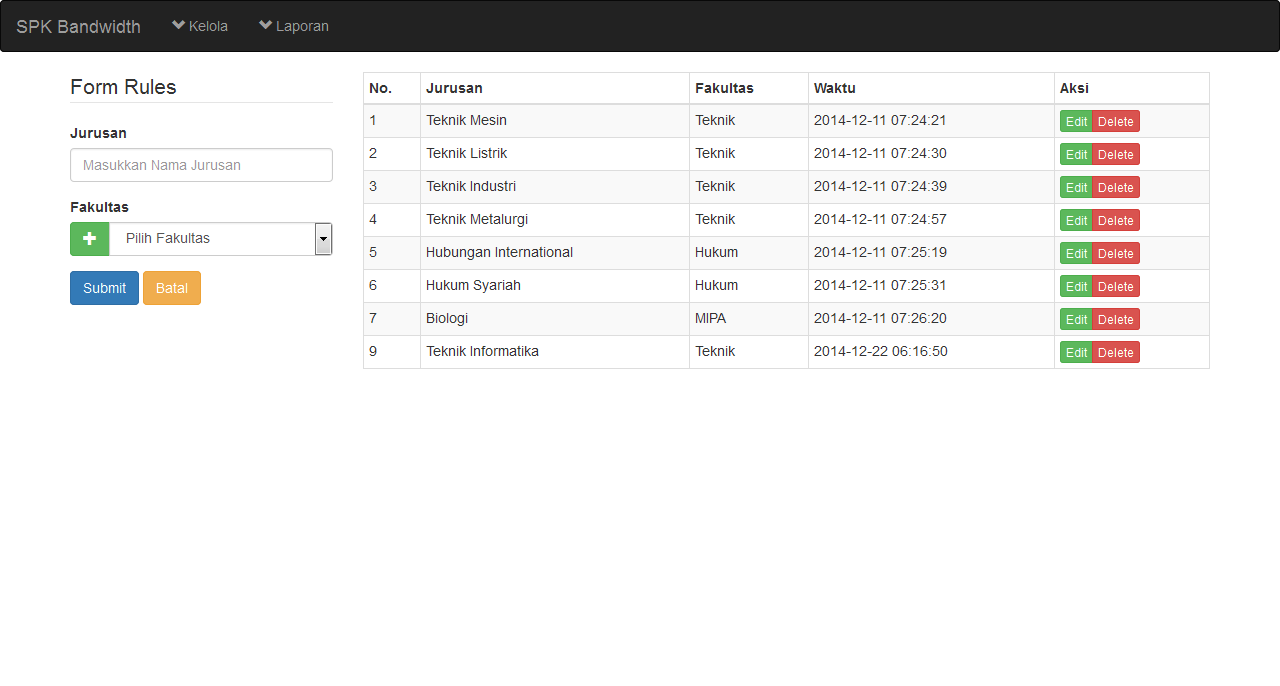 SPK Bandwidth Kelola Laporan
Form Rules
Jurusan
Masukkan Nama Jurusan
Fakultas
Pilih Fakultas
Submit Batal
No. Jurusan Fakultas Waktu Aksi
1 Teknik Mesin Teknik 2014-12-11 07:24:21 Edit Delete
2 Teknik Listrik Teknik 2014-12-11 07:24:30 Edit Delete
3 Teknik Industri Teknik 2014-12-11 07:24:39 Edit Delete
4 Teknik Metalurgi Teknik 2014-12-11 07:24:57 Edit Delete
5 Hubungan International Hukum 2014-12-11 07:25:19 Edit Delete
6 Hukum Syariah Hukum 2014-12-11 07:25:31 Edit Delete
7 Biologi MIPA 2014-12-11 07:26:20 Edit Delete
9 Teknik Informatika Teknik 2014-12-22 06:16:50 Edit Delete